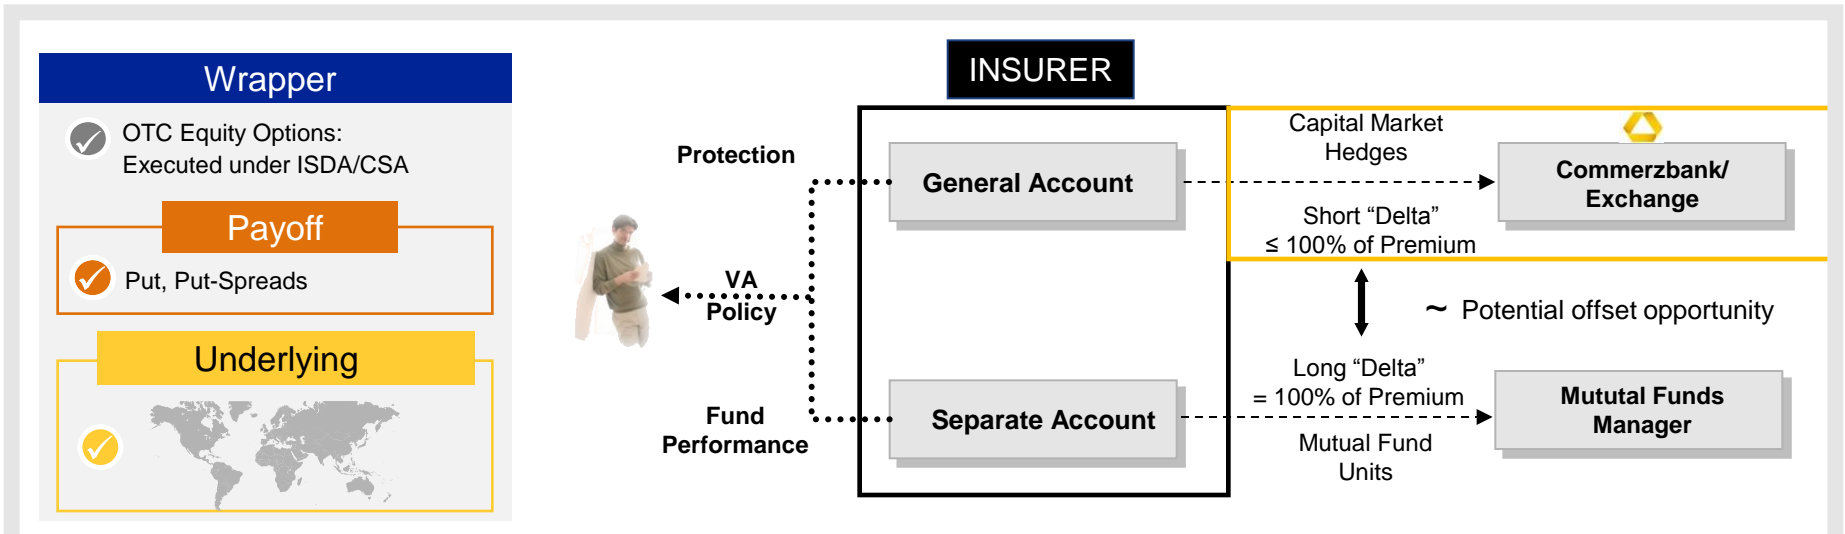 Wrapper
OTC Equity Options:
Executed under ISDA/CSA
Payoff
Put, Put-Spreads
Underlying
INSURER
Protection
VA
Policy
Fund
Performance
General Account
Separate Account
Capital Market
Hedges
Short “Delta”
≤ 100% of Premium
Commerzbank/
Exchange
~ Potential offset opportunity
Long “Delta”
= 100% of Premium
Mutual Fund
Units
Mututal Funds
Manager